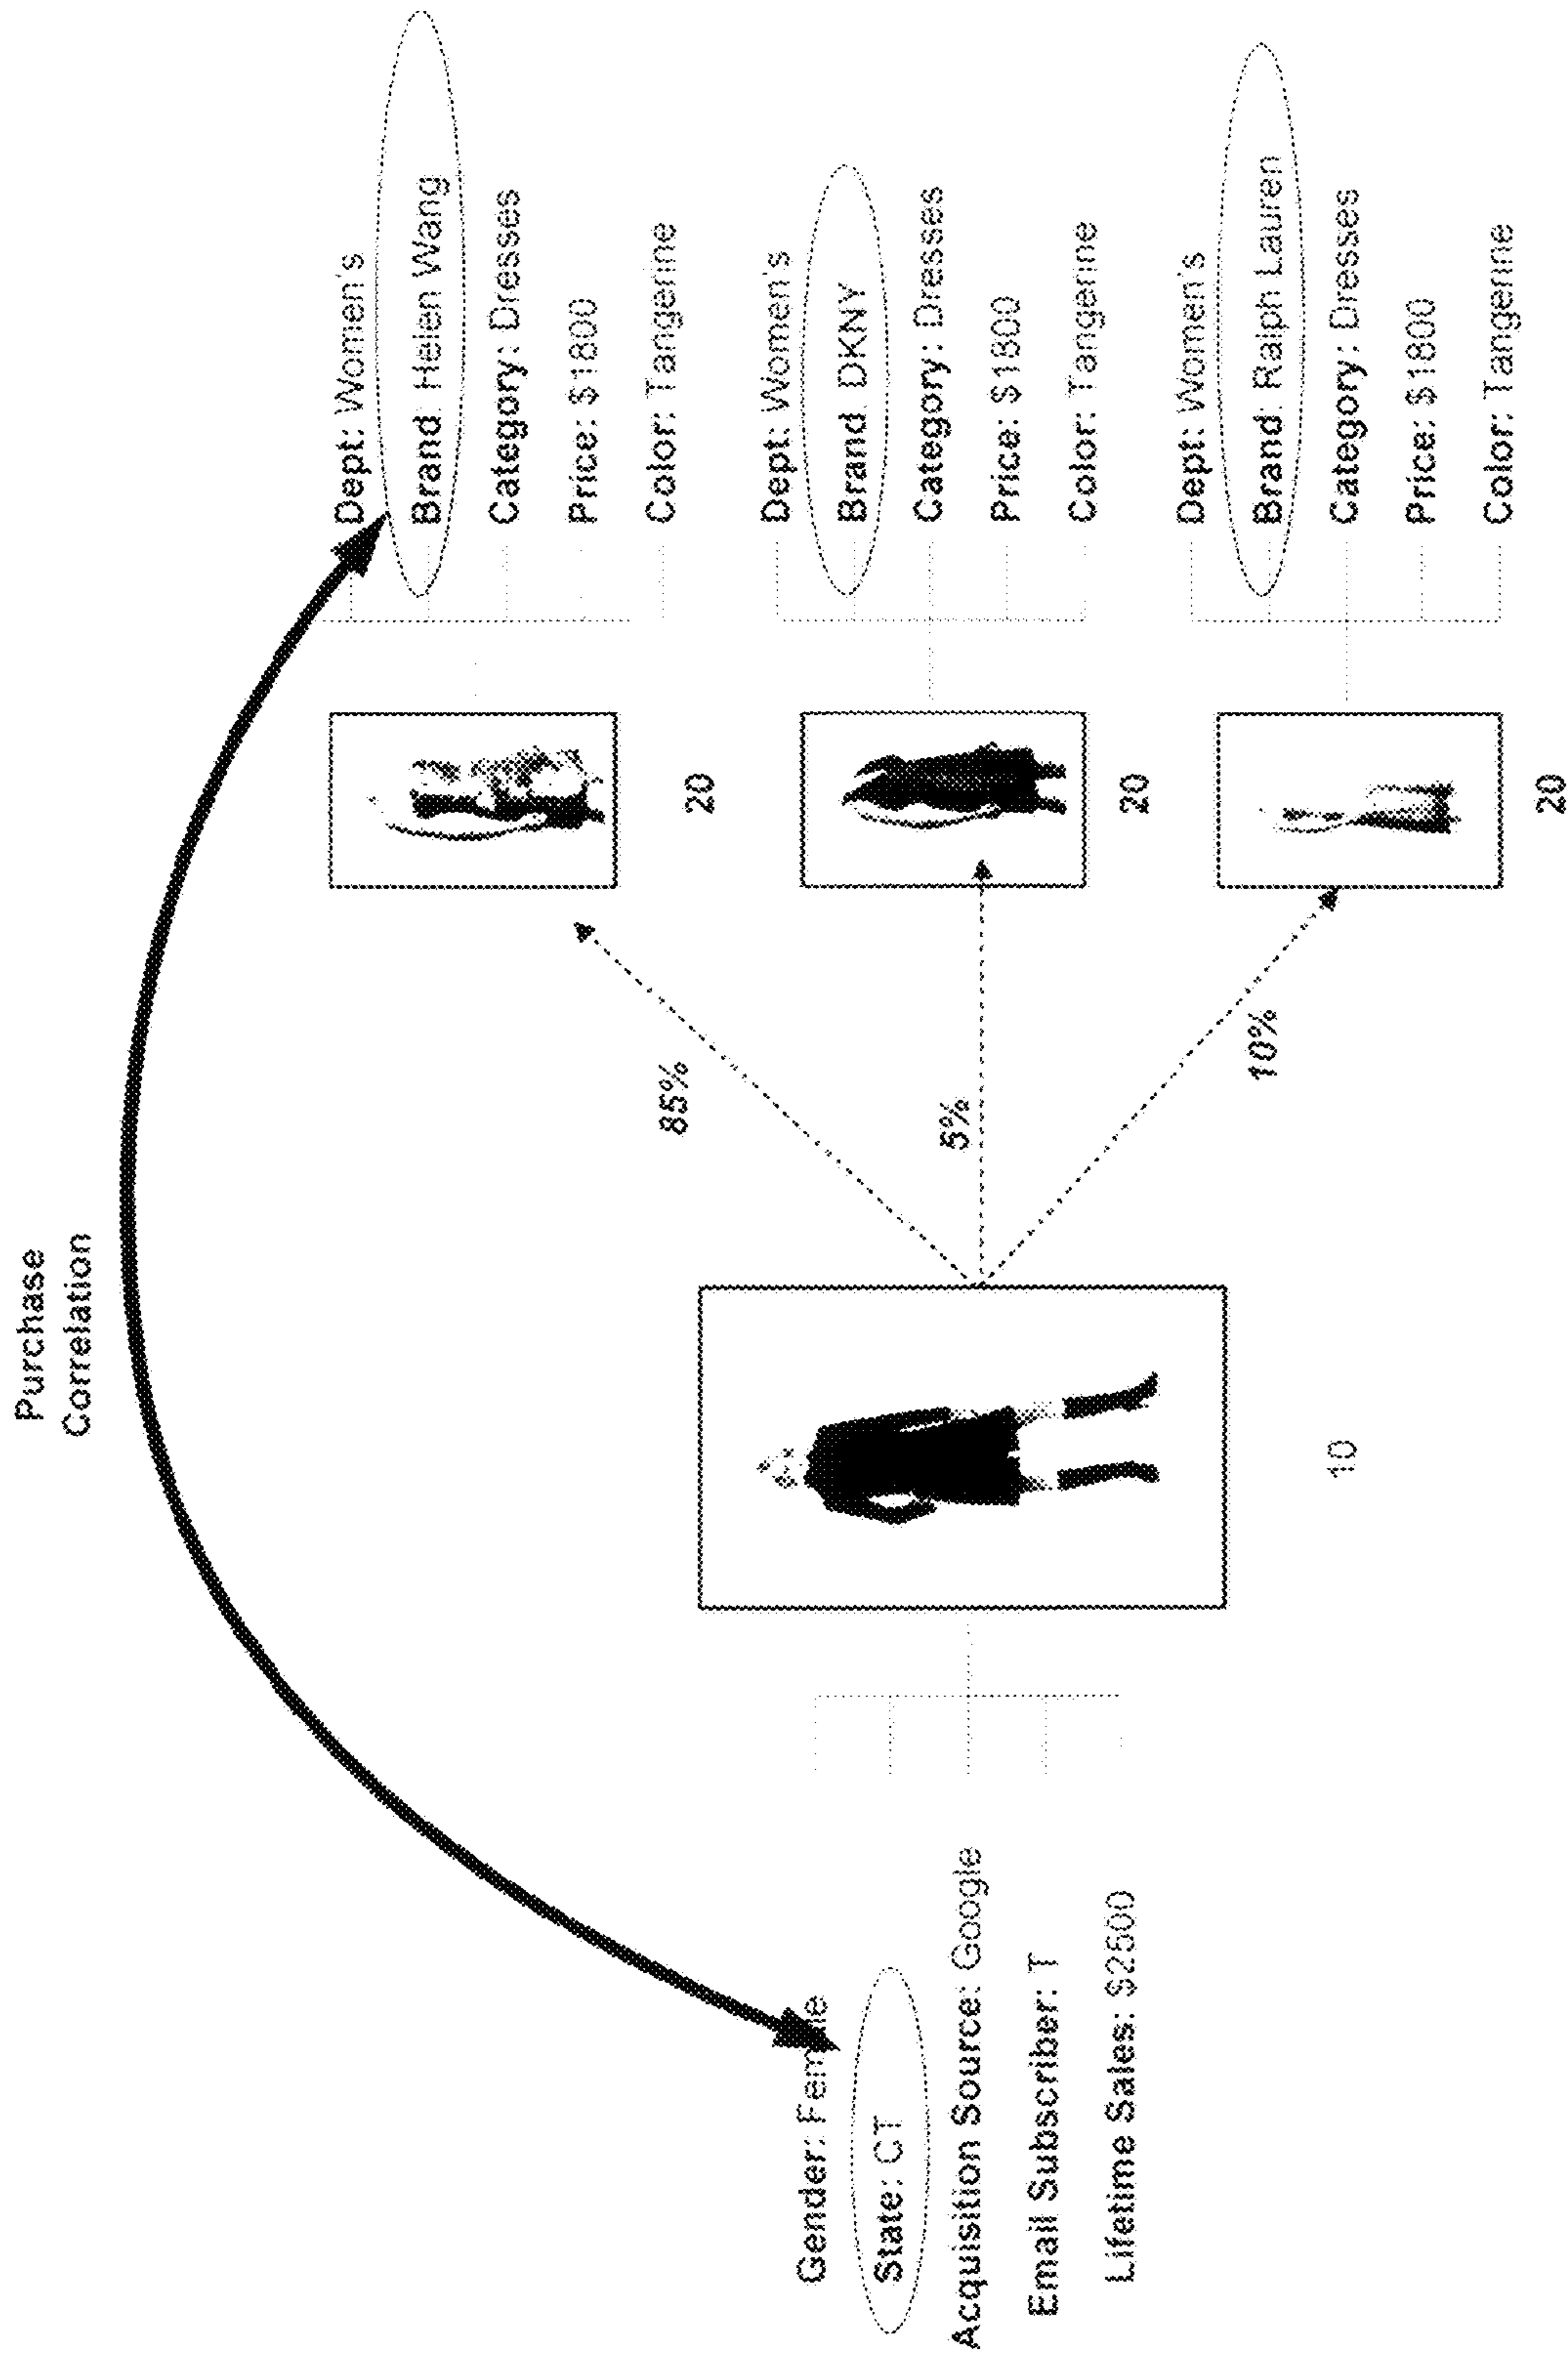 Purchase
Correlation
Gender: Female
State: CT
Acquisition Source: Google
Email Subscriber: T
Lifetime Sales: $2500
10
85%
5%
10%
20
Dept: Women's
Brand: Helen Wang
Category: Dresses
Price: $1800
Color: Tangerine
20
Dept: Women's
Brand: DKNY
Category: Dresses
Price: $1800
Color: Tangerine
20
Dept: Women's
Brand: Ralph Lauren
Category: Dresses
Price: $1800
Color: Tangerine